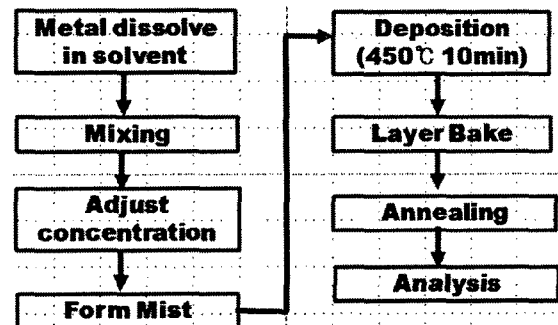 Metal dissolve
in solvent
Mixing
Adjust
concentration
Form Mist
Deposition
(450℃ 10min)
Layer Bake
Annealing
Analysis